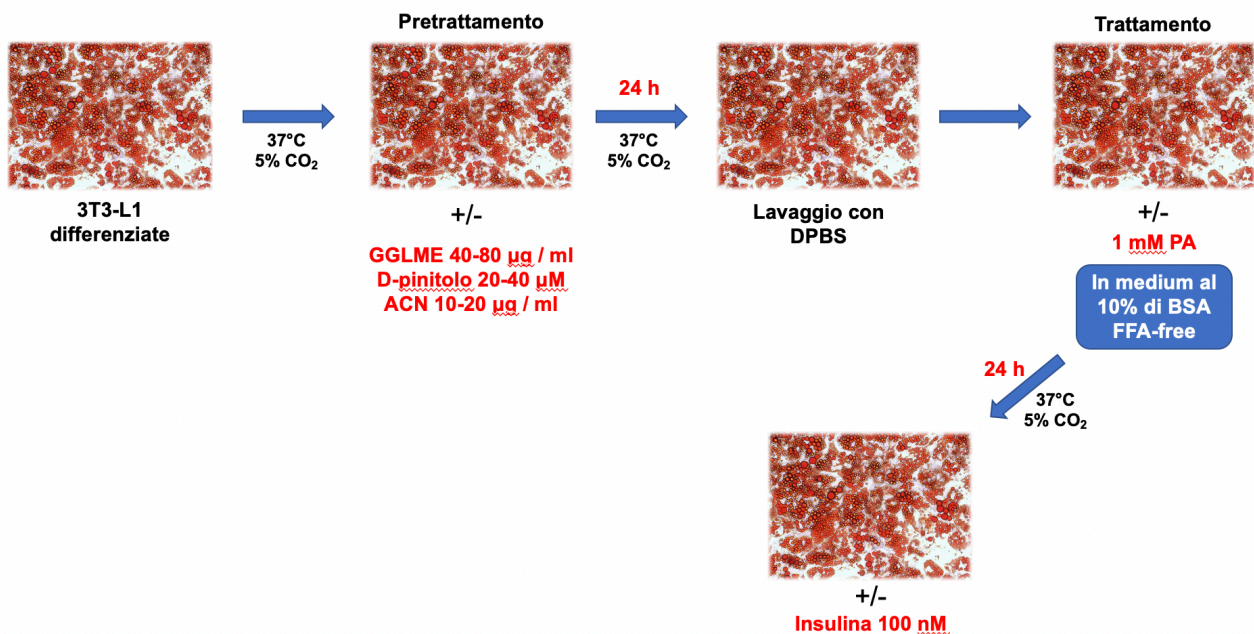 Pretrattamento
Trattamento
24 h
37°C
5% CO₂
37°C
5% CO₂
3T3-L1
differenziate
+/-
GGLME 40-80 µg / ml
D-pinitolo 20-40 µM
ACN 10-20 µg / ml
Lavaggio con
DPBS
+/-
1 mM PA
In medium al
10% di BSA
FFA-free
24 h
37°C
5% CO₂
+/-
Insulina 100 nM